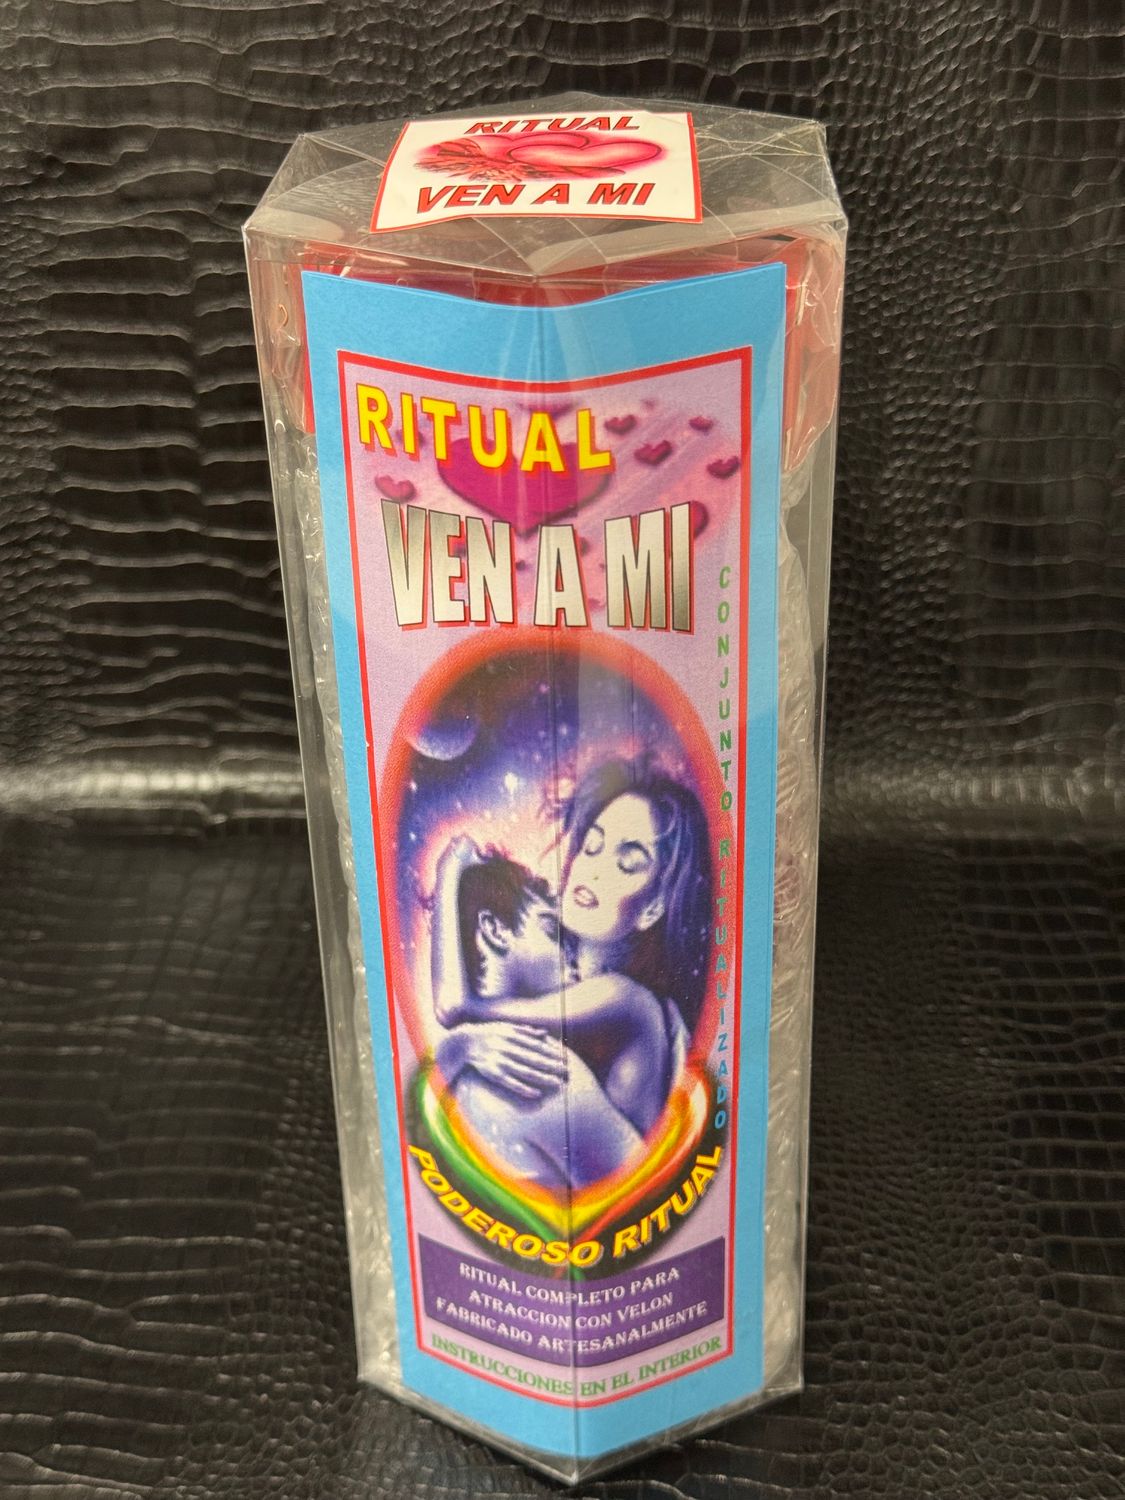 RITUAL
VEN A MI
RITUAL
VEN A MI
CONJUNTO RITUALIZADO
PODEROSO RITUAL
RITUAL COMPLETO PARA
ATRACCION CON VELON
FABRICADO ARTESANALMENTE
INSTRUCCIONES EN EL INTERIOR